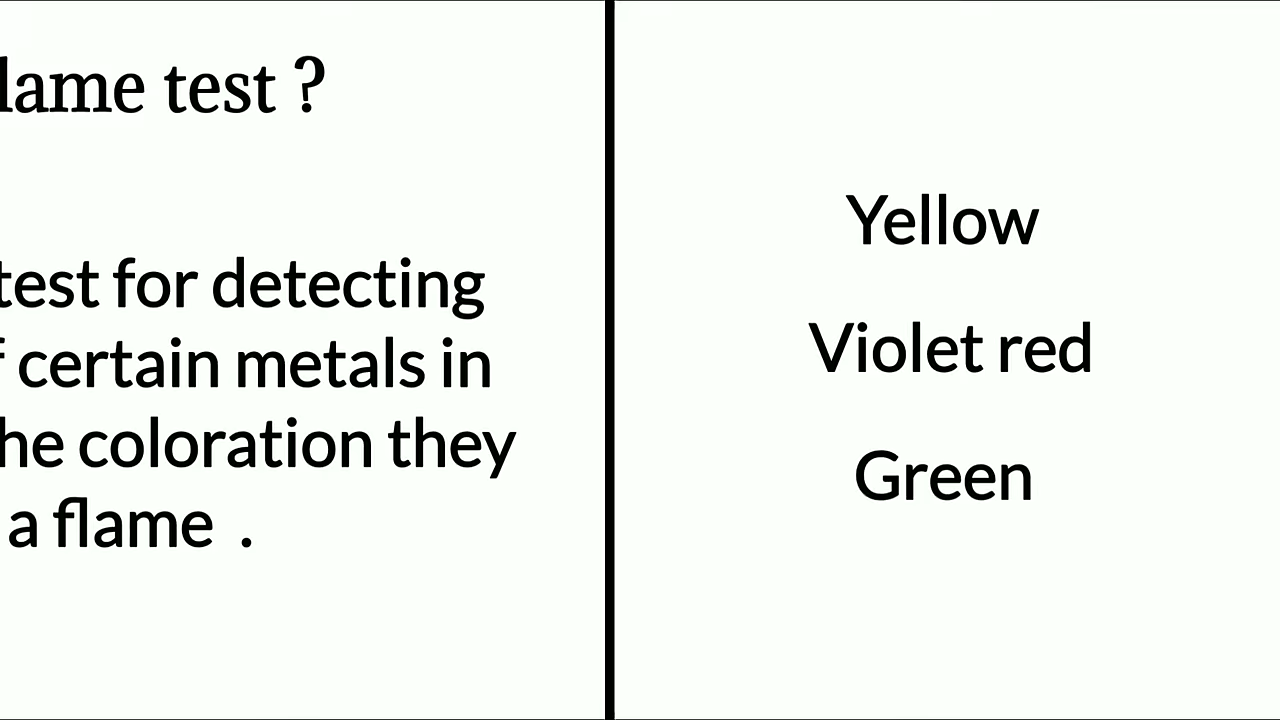 lame test ?
test for detecting
certain metals in
he coloration they
a flame .
Yellow
Violet red
Green